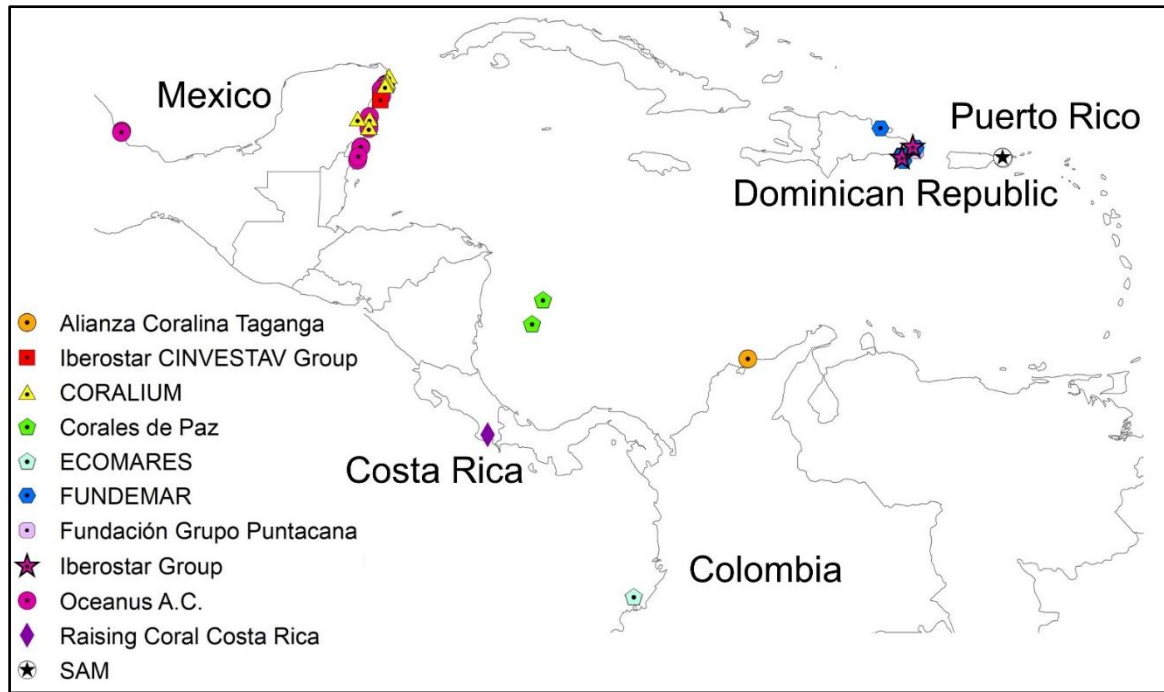 Mexico
Puerto Rico
Dominican Republic
Alianza Coralina Taganga
Iberostar CINVESTAV Group
CORALIUM
Corales de Paz
ECOMARES
FUNDEMAR
Fundación Grupo Puntacana
Iberostar Group
Oceanus A.C.
Raising Coral Costa Rica
SAM
Costa Rica
Colombia